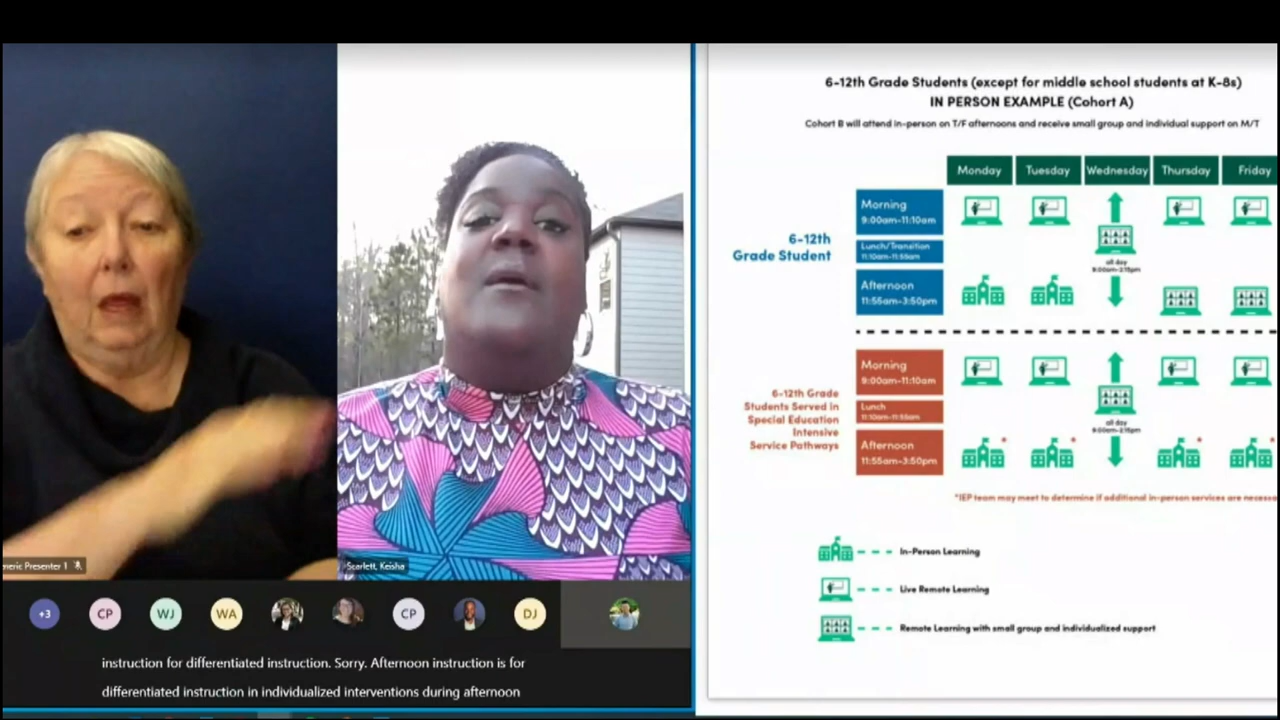 6-12th Grade Students (except for middle school students at K-8s)
IN PERSON EXAMPLE (Cohort A)
Cohort B will attend in-person on T/F afternoons and receive small group and individual support on M/T
Monday Tuesday Wednesday Thursday Friday
6-12th
Grade Student
Morning
9:00am-11:10am
Lunch/Transition
11:10am-11:55am
Afternoon
11:55am-3:50pm
all day
9:00am-2:15pm
6-12th Grade
Students Served in
Special Education
Intensive
Service Pathways
Morning
9:00am-11:10am
Lunch
11:10am-11:55am
Afternoon
11:55am-3:50pm
all day
9:00am-2:15pm
*IEP team may meet to determine if additional in-person services are necessa
In-Person Learning
Live Remote Learning
Remote Learning with small group and individualized support
neric Presenter 1
Scarlett, Keisha
+3 CP WJ WA CP DJ
instruction for differentiated instruction. Sorry. Afternoon instruction is for
differentiated instruction in individualized interventions during afternoon